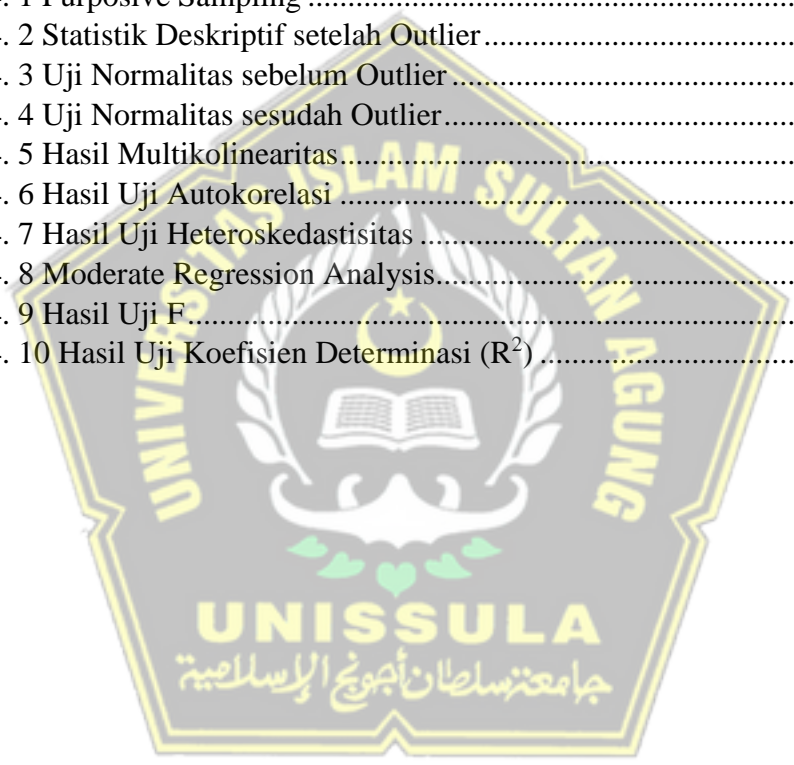 . 1 Purposive Sampling ..........................................................
. 2 Statistik Deskriptif setelah Outlier ........................................
. 3 Uji Normalitas sebelum Outlier ............................................
. 4 Uji Normalitas sesudah Outlier.............................................
. 5 Hasil Multikolinearitas..........................................................
. 6 Hasil Uji Autokorelasi ..........................................................
. 7 Hasil Uji Heteroskedastisitas ................................................
. 8 Moderate Regression Analysis..............................................
. 9 Hasil Uji F..............................................................................
. 10 Hasil Uji Koefisien Determinasi (R²) .................................
UNIVERSITAS ISLAM SULTAN AGUNG
UNISSULA
جامعتنسلطان أجونج الإسلامية